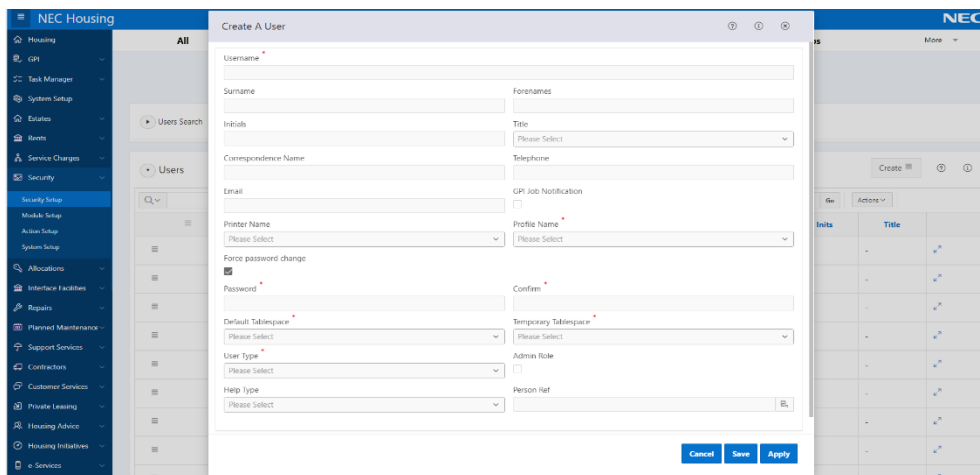 NEC Housing
NEC
Housing
GPI
Task Manager
System Setup
Estates
Rents
Service Charges
Security
Security Setup
Module Setup
Action Setup
System Setup
Allocations
Interface Facilities
Repairs
Planned Maintenance
Support Services
Contractors
Customer Services
Private Leasing
Housing Advice
Housing Initiatives
e-Services
All
More
Users Search
Users
Create
Go
Actions
Inits
Title
Create A User
Username *
Surname
Forenames
Initials
Title
Please Select
Correspondence Name
Telephone
Email
GPI Job Notification
Printer Name
Profile Name *
Please Select
Please Select
Force password change
Password *
Confirm *
Default Tablespace *
Temporary Tablespace *
Please Select
Please Select
User Type *
Admin Role
Please Select
Help Type
Person Ref
Please Select
Cancel
Save
Apply